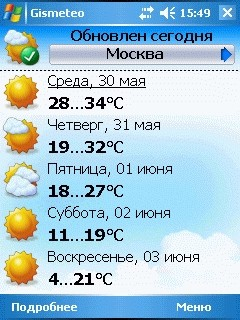 Gismeteo 15:49
Обновлен сегодня
Москва
Среда, 30 мая
28...34°C
Четверг, 31 мая
19...32°C
Пятница, 01 июня
18...27°C
Суббота, 02 июня
11...19°C
Воскресенье, 03 июня
4...21°C
Подробнее Меню